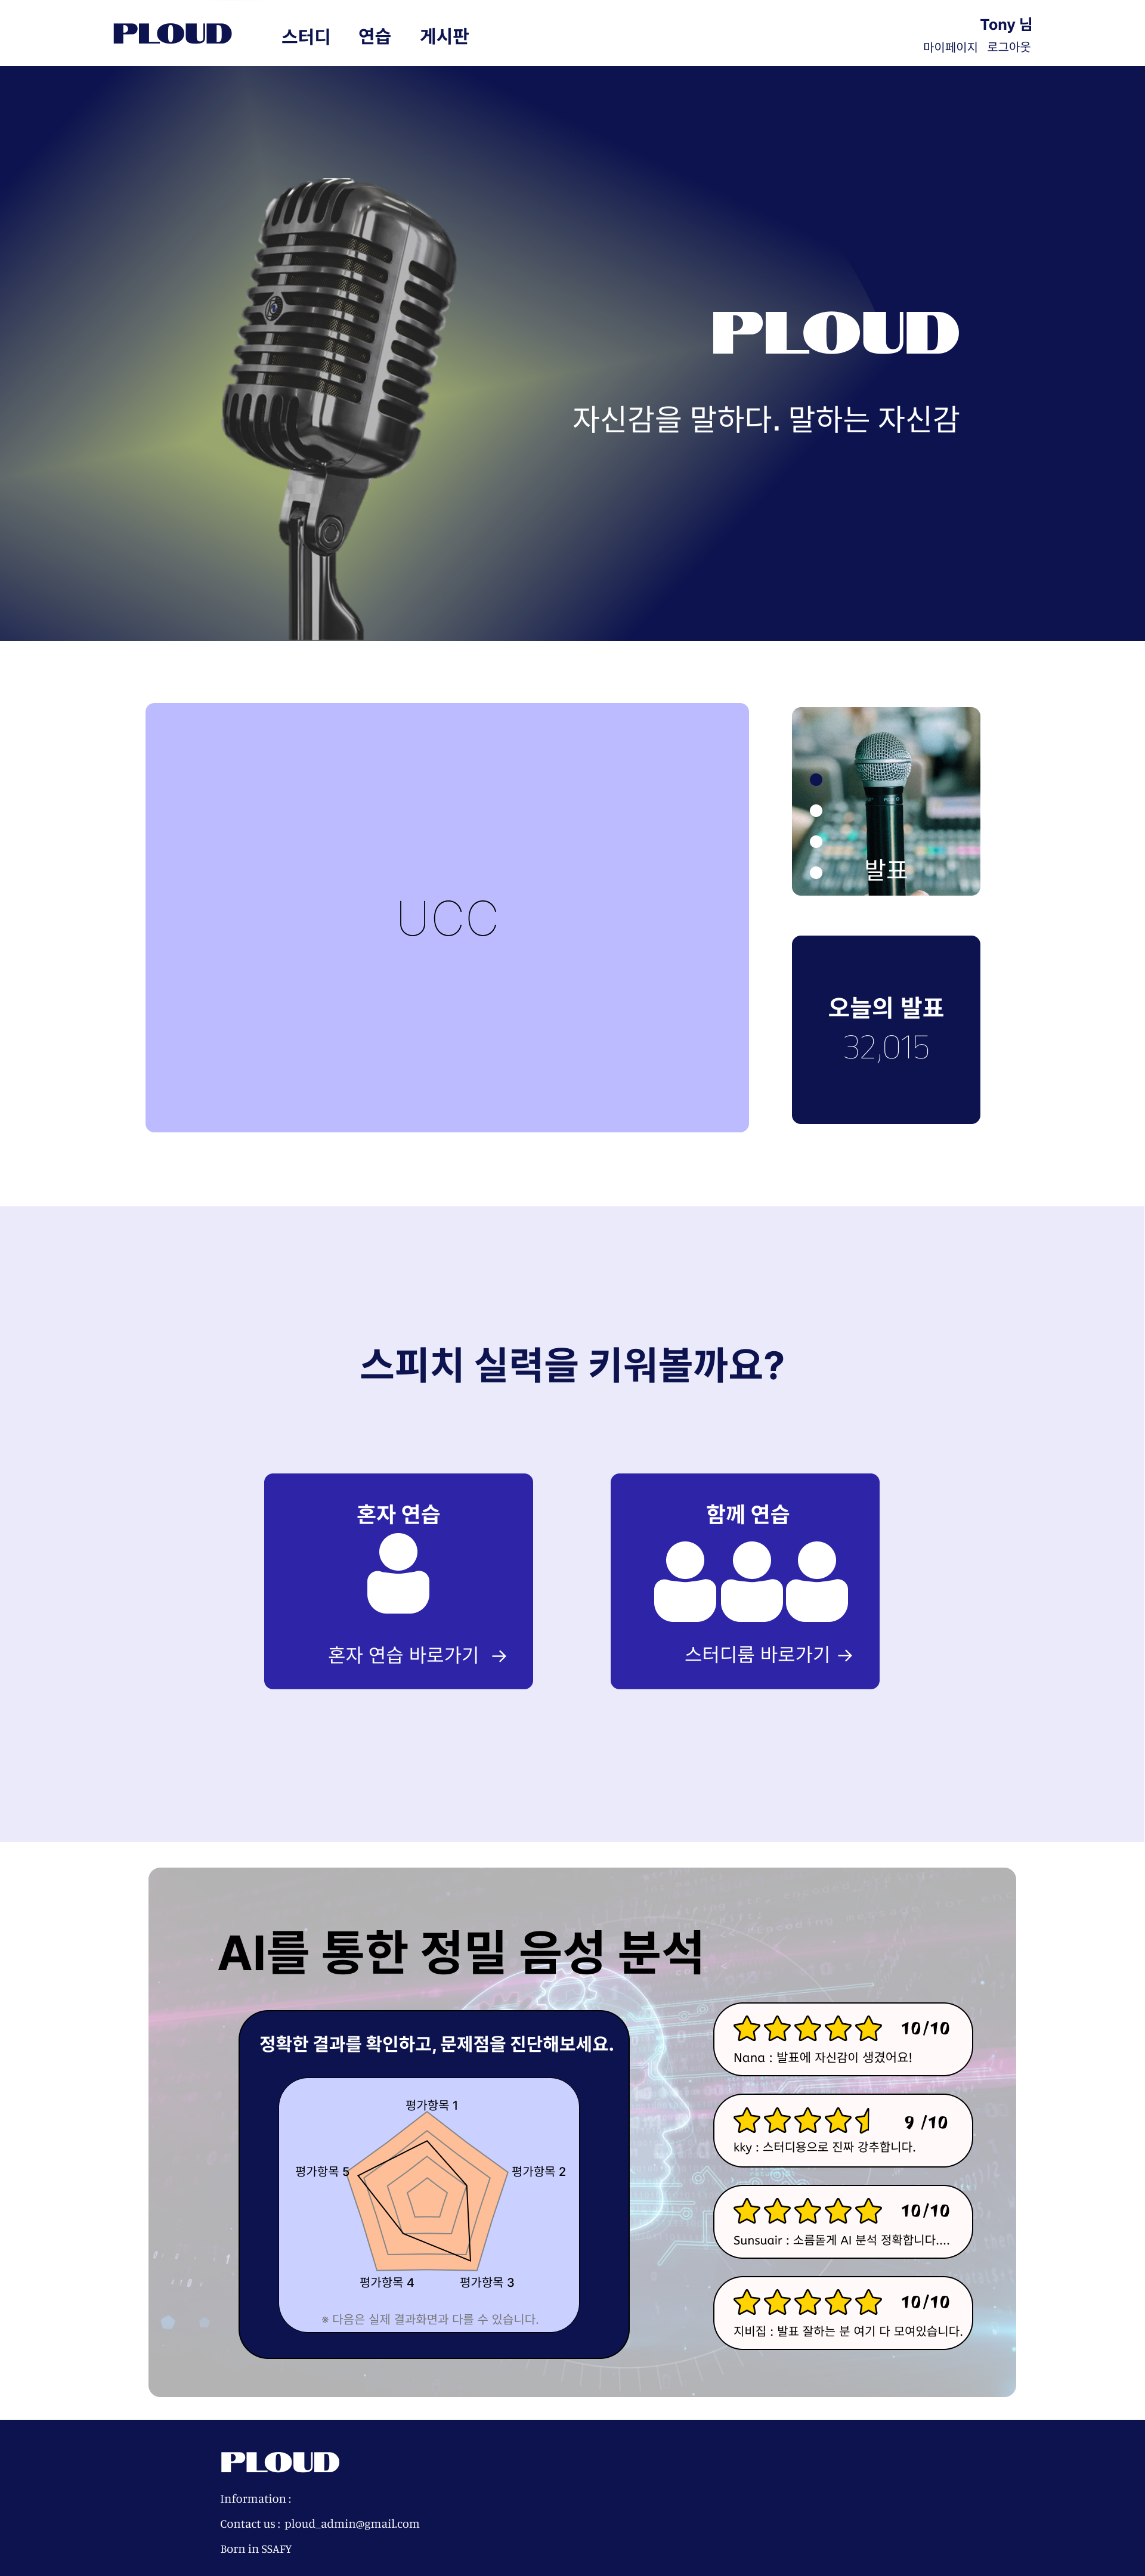 PLOUD
스터디 연습 게시판
Tony 님
마이페이지 로그아웃
PLOUD
자신감을 말하다. 말하는 자신감
UCC
발표
오늘의 발표
32,015
스피치 실력을 키워볼까요?
혼자 연습
혼자 연습 바로가기 →
함께 연습
스터디룸 바로가기 →
AI를 통한 정밀 음성 분석
정확한 결과를 확인하고, 문제점을 진단해보세요.
평가항목 1
평가항목 5
평가항목 2
평가항목 4
평가항목 3
※ 다음은 실제 결과화면과 다를 수 있습니다.
10/10
Nana : 발표에 자신감이 생겼어요!
9 /10
kky : 스터디용으로 진짜 강추합니다.
10/10
Sunsuair : 소름돋게 AI 분석 정확합니다....
10/10
지비집 : 발표 잘하는 분 여기 다 모여있습니다.
PLOUD
Information :
Contact us : ploud_admin@gmail.com
Born in SSAFY